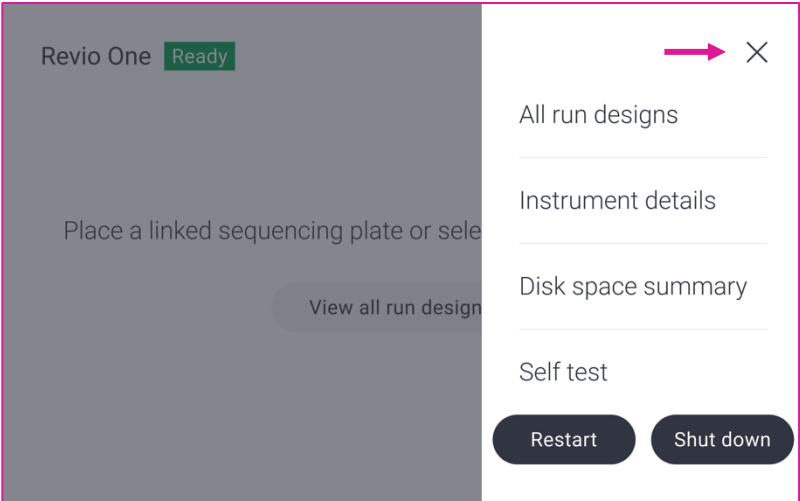 Revio One Ready
All run designs
Instrument details
Place a linked sequencing plate or sele
Disk space summary
View all run design
Self test
Restart Shut down